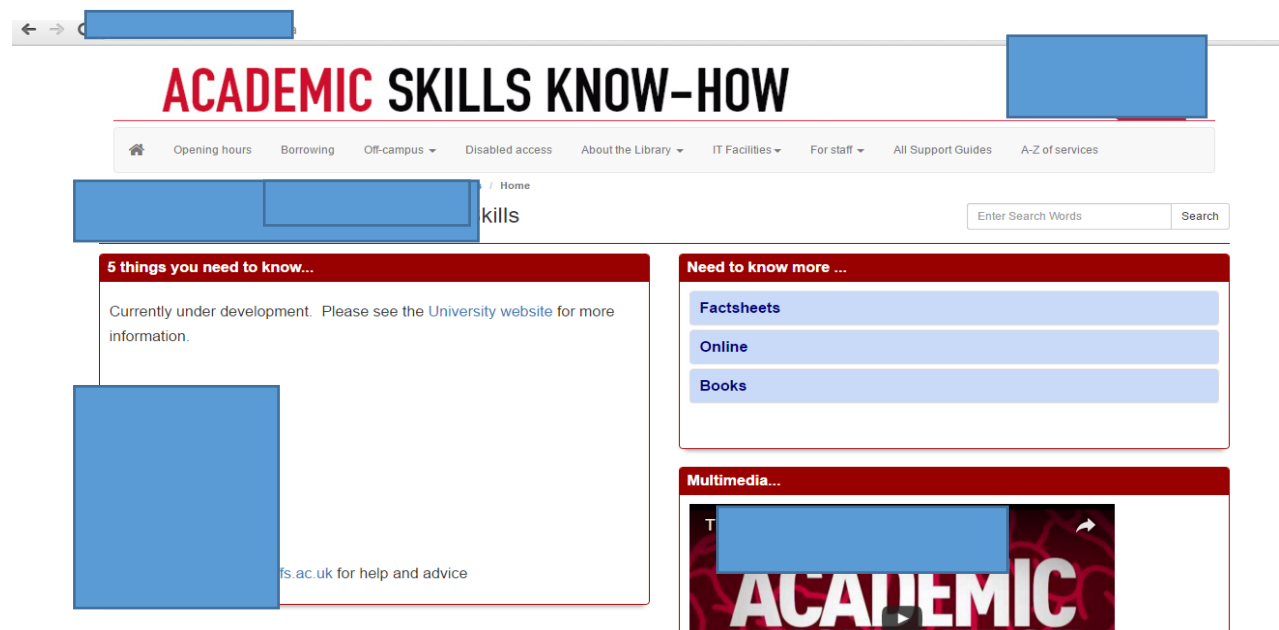 ACADEMIC SKILLS KNOW-HOW
Opening hours Borrowing Off-campus Disabled access About the Library IT Facilities For staff All Support Guides A-Z of services
/ Home
kills
Enter Search Words Search
5 things you need to know...
Currently under development. Please see the University website for more
information.
fs.ac.uk for help and advice
Need to know more ...
Factsheets
Online
Books
Multimedia...
T
ACADEMIC